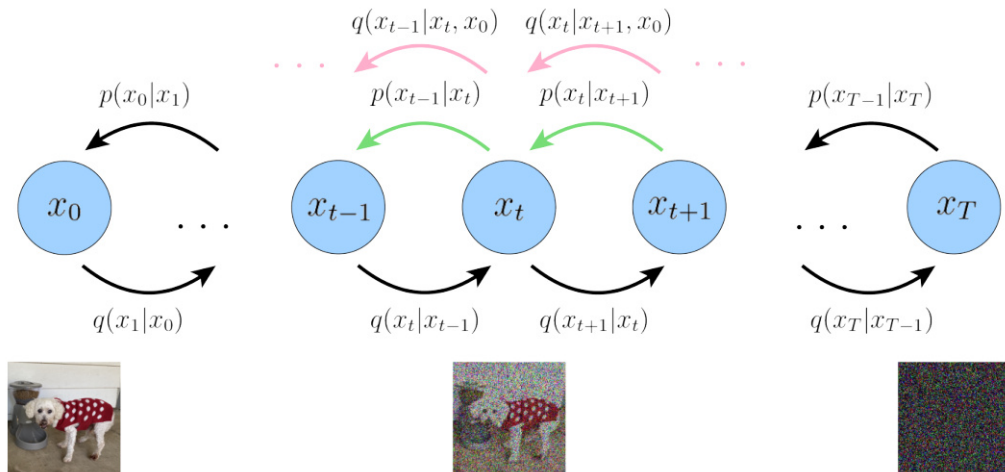 q(x_{t-1}|x_t, x_0) q(x_t|x_{t+1}, x_0)
. . . . . .
p(x_0|x_1) p(x_{t-1}|x_t) p(x_t|x_{t+1}) p(x_{T-1}|x_T)
x_0 x_{t-1} x_t x_{t+1} x_T
. . . . . .
q(x_1|x_0) q(x_t|x_{t-1}) q(x_{t+1}|x_t) q(x_T|x_{T-1})